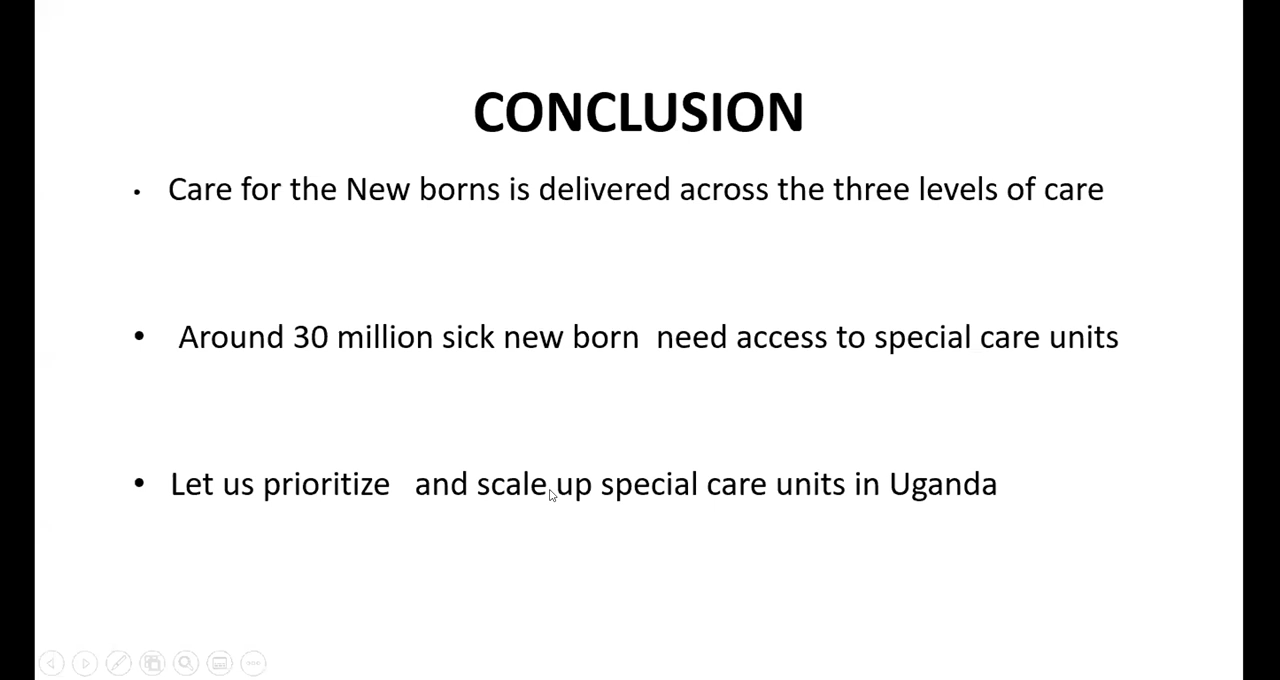 CONCLUSION
• Care for the New borns is delivered across the three levels of care
• Around 30 million sick new born  need access to special care units
• Let us prioritize   and scale up special care units in Uganda